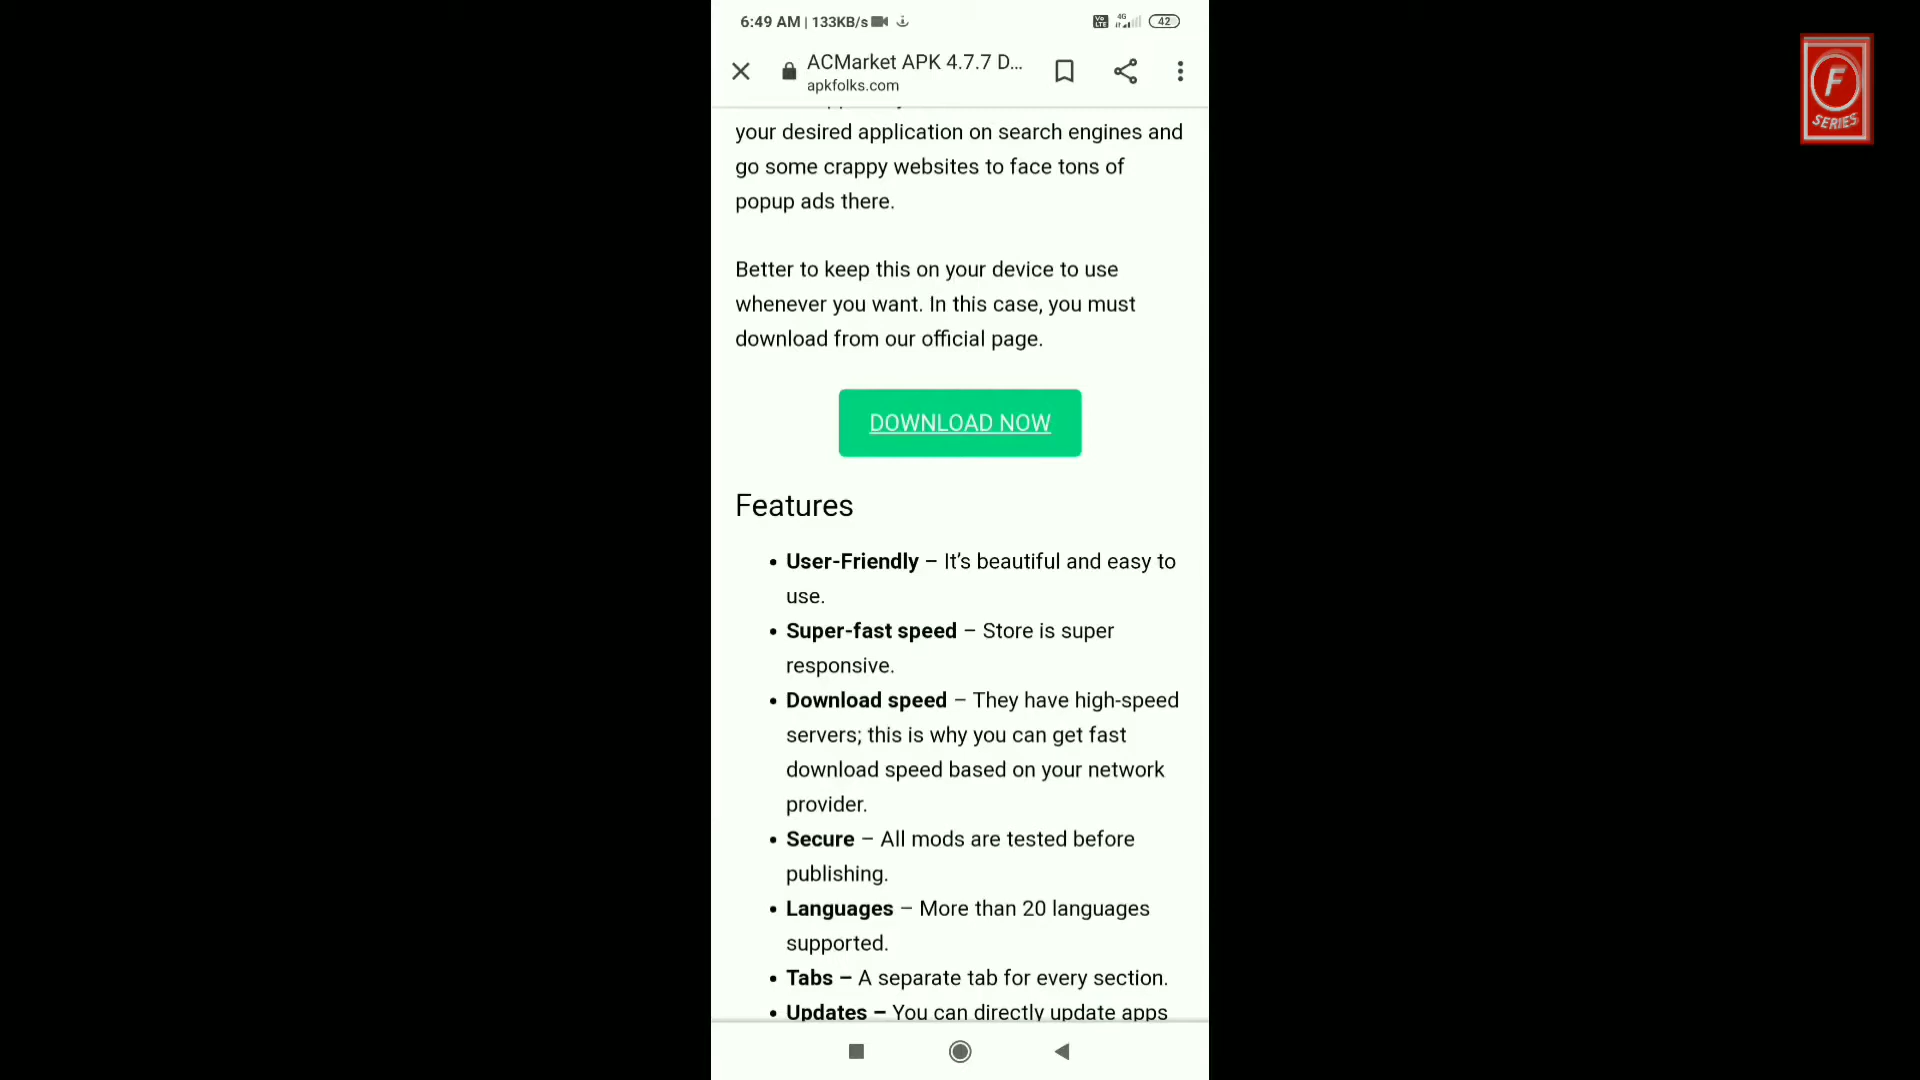 6:49 AM | 133KB/s
Vo LTE
4G
42
ACMarket APK 4.7.7 D...
apkfolks.com
your desired application on search engines and
go some crappy websites to face tons of
popup ads there.
Better to keep this on your device to use
whenever you want. In this case, you must
download from our official page.
DOWNLOAD NOW
Features
• User-Friendly – It’s beautiful and easy to
use.
• Super-fast speed – Store is super
responsive.
• Download speed – They have high-speed
servers; this is why you can get fast
download speed based on your network
provider.
• Secure – All mods are tested before
publishing.
• Languages – More than 20 languages
supported.
• Tabs – A separate tab for every section.
• Updates – You can directly update apps
F
SERIES